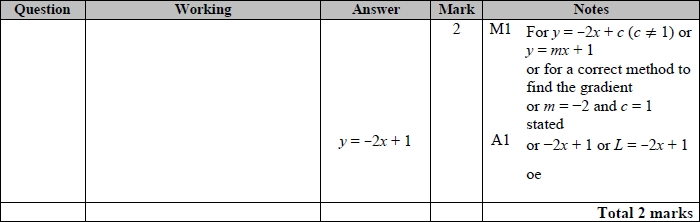 Question Working Answer Mark Notes
2 M1 For y = −2x + c (c ≠ 1) or
y = mx + 1
or for a correct method to
find the gradient
or m = −2 and c = 1
stated
y = −2x + 1 A1 or −2x + 1 or L = −2x + 1
oe
Total 2 marks